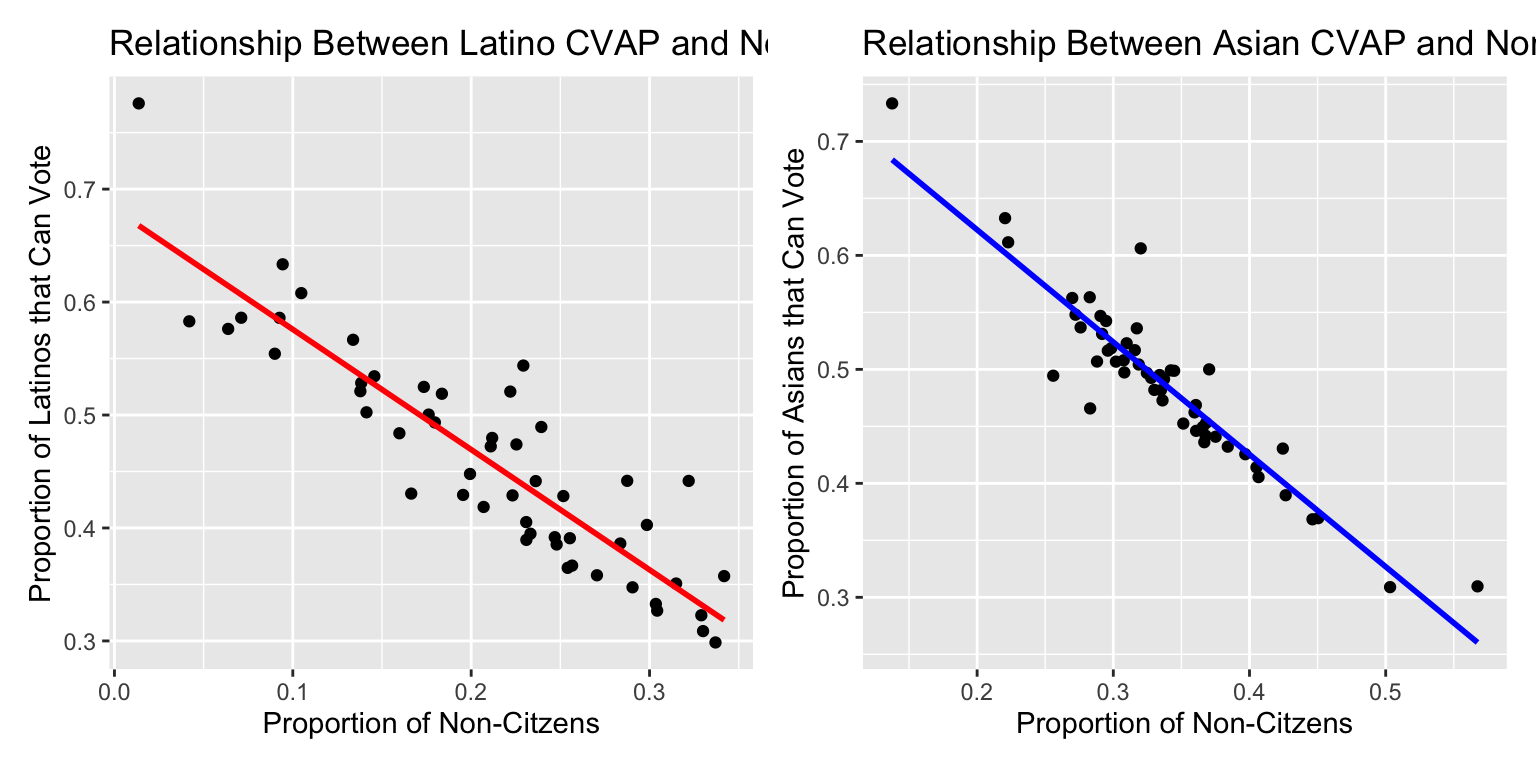 Relationship Between Latino CVAP and N
Proportion of Latinos that Can Vote
0.7
0.6
0.5
0.4
0.3
0.0 0.1 0.2 0.3
Proportion of Non-Citzens
Relationship Between Asian CVAP and Non
Proportion of Asians that Can Vote
0.7
0.6
0.5
0.4
0.3
0.2 0.3 0.4 0.5
Proportion of Non-Citzens